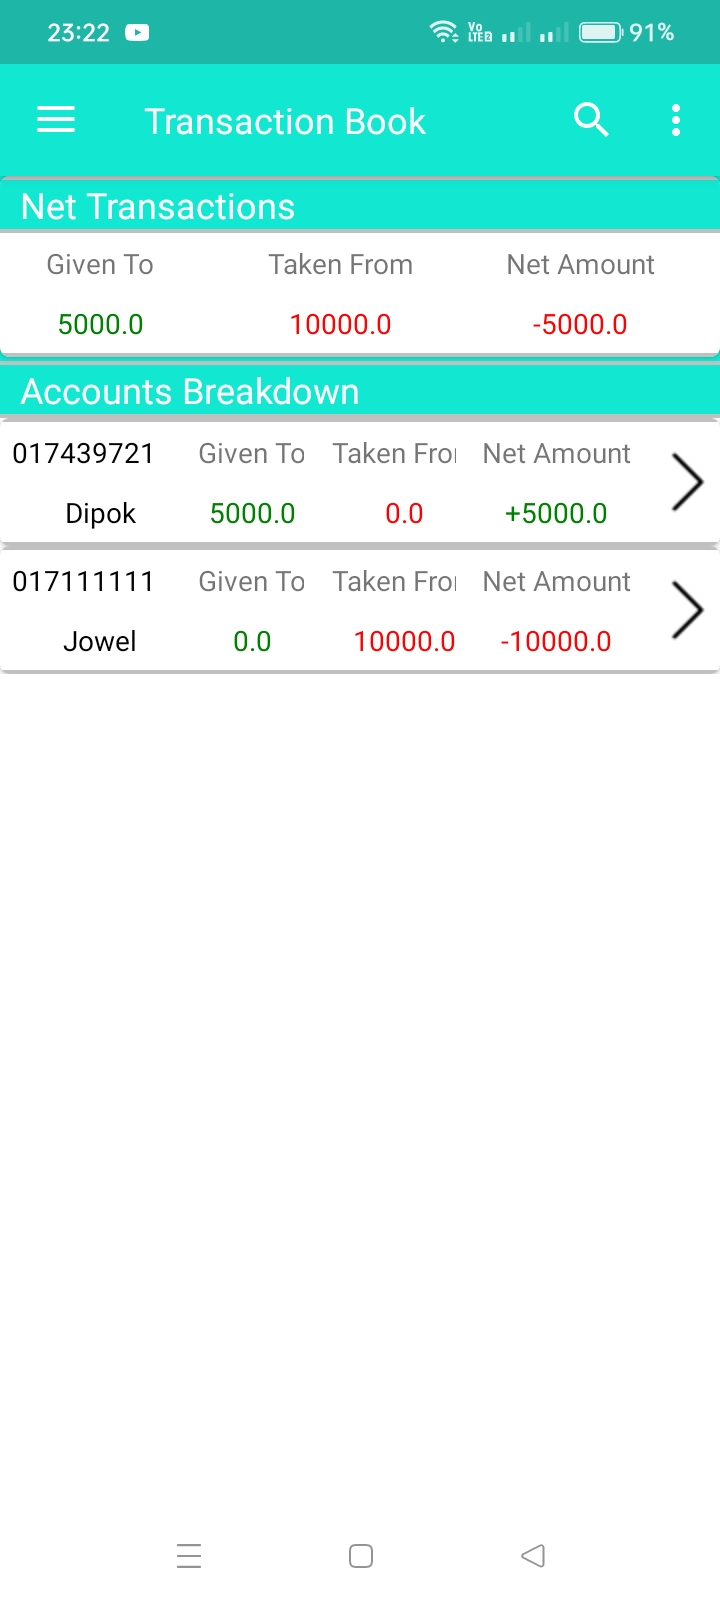 23:22 Vo LTE2 91%
Transaction Book
Net Transactions
Given To Taken From Net Amount
5000.0 10000.0 -5000.0
Accounts Breakdown
017439721 Given To Taken Fro Net Amount
Dipok 5000.0 0.0 +5000.0
017111111 Given To Taken Fro Net Amount
Jowel 0.0 10000.0 -10000.0